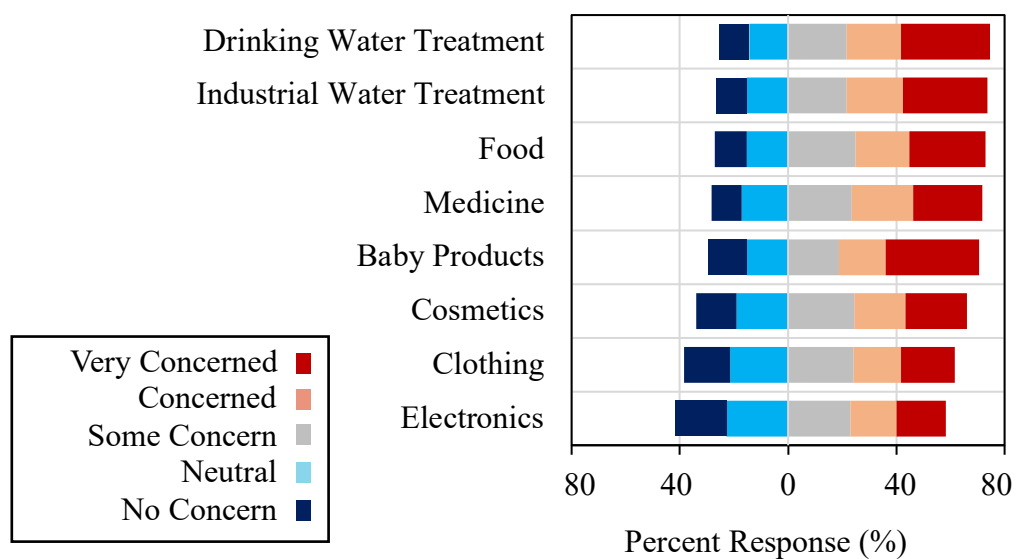 Drinking Water Treatment
Industrial Water Treatment
Food
Medicine
Baby Products
Cosmetics
Clothing
Electronics
Very Concerned
Concerned
Some Concern
Neutral
No Concern
80 40 0 40 80
Percent Response (%)